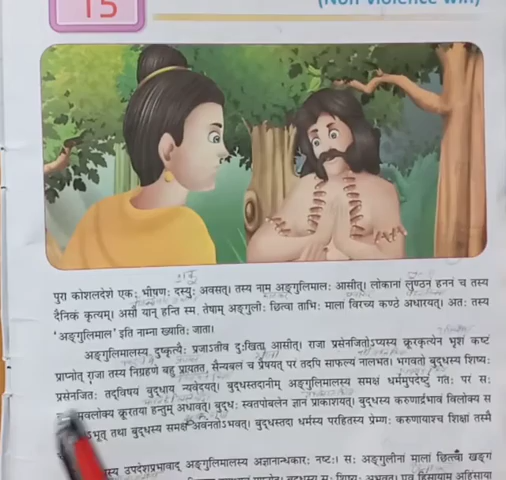 15
(Non-violence win)
पुरा कोशलदेशे एकः भीषणः दस्युः अवसत्। तस्य नाम अङ्गुलिमालः आसीत्। लोकानां लुण्ठनं हननं च तस्य
दैनिकं कृत्यम्। असौ यान् हन्ति स्म, तेषाम् अङ्गुलीः छित्वा ताभिः मालां विरच्य कण्ठे अधारयत्। अतः तस्य
'अङ्गुलिमाल' इति नाम्ना ख्यातिः जाता।
अङ्गुलिमालस्य दुष्कृत्यैः प्रजाऽतीव दुःखिता आसीत्। राजा प्रसेनजितोऽप्यस्य क्रूरकृत्येन भृशं कष्टं
प्राप्नोत्। राजा तस्य निग्रहणे बहु प्रायतत, सैन्यबलं च प्रैषयत् पर तदपि साफल्यं नालभत। भगवतो बुद्धस्य शिष्यः
प्रसेनजितः तद्विषयं बुद्धाय न्यवेदयत्। बुद्धस्तदानीम् अङ्गुलिमालस्य समक्षं धर्ममुपदेष्टुं गतः पर सः
मवलोक्य क्रूरतया हन्तुम् अधावत्। बुद्धः स्वतपोबलेन ज्ञानं प्राकाशयत्। बुद्धस्य करुणार्द्रभावं विलोक्य स
ऽभूत् तथा बुद्धस्य समक्षं अवनतोऽभवत्। बुद्धस्तदा धर्मस्य परहितस्य प्रेम्णः करुणायाश्च शिक्षां तस्मै
स्य उपदेशप्रभावाद् अङ्गुलिमालस्य अज्ञानान्धकारः नष्टः। सः अङ्गुलीनां मालां छित्त्वा खड्गं